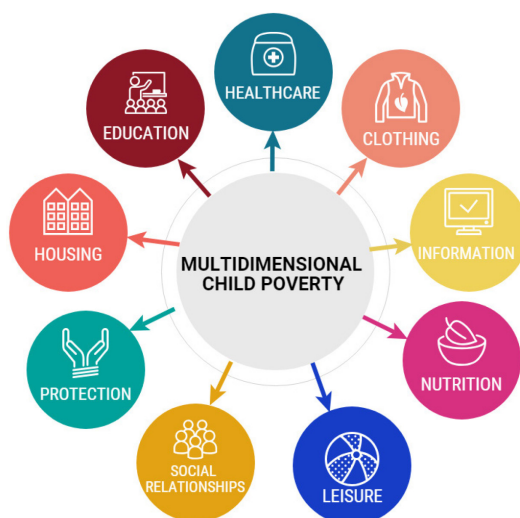 HEALTHCARE
EDUCATION
CLOTHING
HOUSING
MULTIDIMENSIONAL
CHILD POVERTY
INFORMATION
PROTECTION
NUTRITION
SOCIAL
RELATIONSHIPS
LEISURE